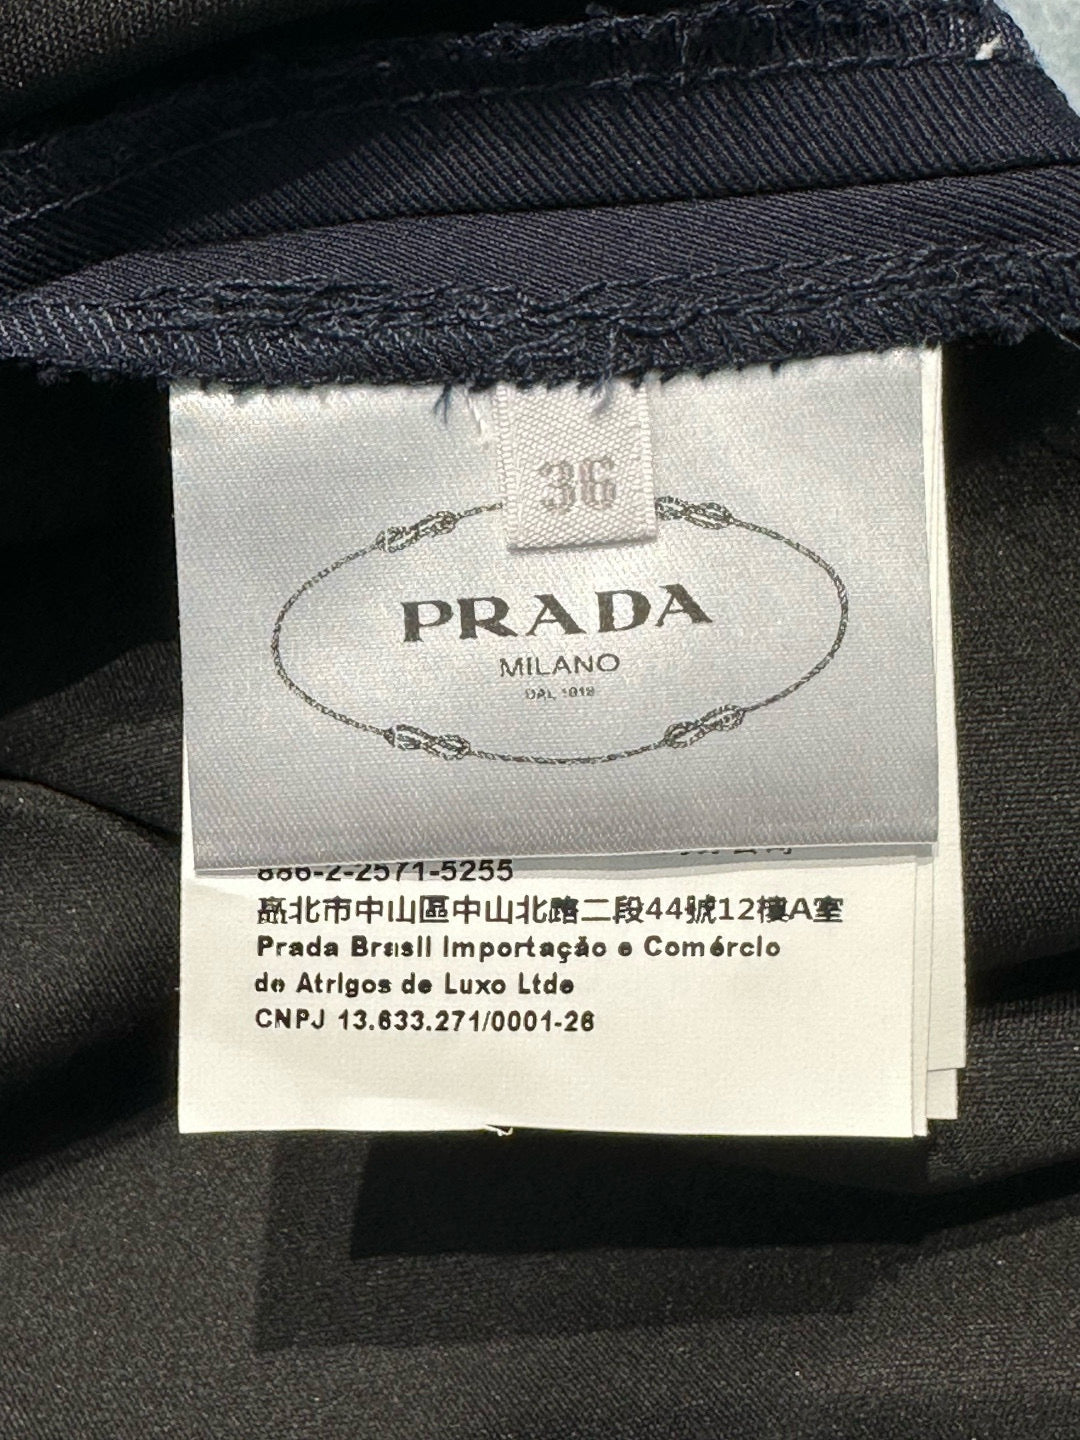 36
PRADA
MILANO
DAL 1913
886-2-2571-5255
臺北市中山區中山北路二段44號12樓A室
Prada Brasil Importação e Comércio
de Atrigos de Luxo Ltde
CNPJ 13.633.271/0001-26